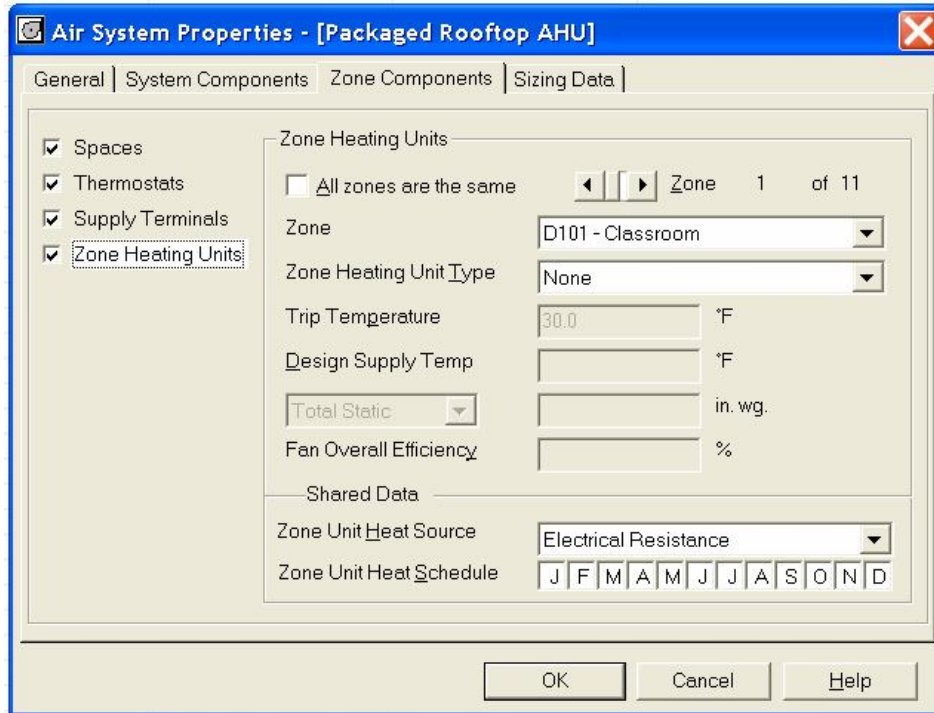 Air System Properties - [Packaged Rooftop AHU]
General System Components Zone Components Sizing Data
Spaces
Thermostats
Supply Terminals
Zone Heating Units
Zone Heating Units
All zones are the same Zone 1 of 11
Zone D101 - Classroom
Zone Heating Unit Type None
Trip Temperature 30.0 °F
Design Supply Temp °F
Total Static in. wg.
Fan Overall Efficiency %
Shared Data
Zone Unit Heat Source Electrical Resistance
Zone Unit Heat Schedule J F M A M J J A S O N D
OK Cancel Help